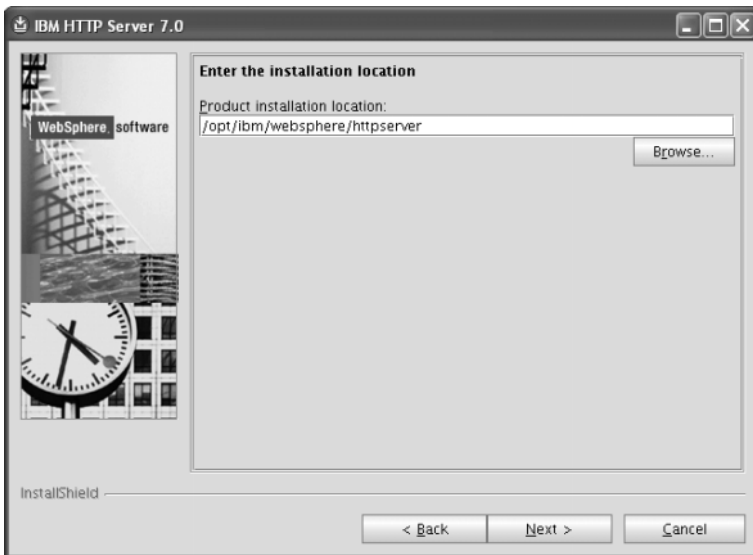 IBM HTTP Server 7.0
WebSphere. software
Enter the installation location
Product installation location:
/opt/ibm/websphere/httpserver
Browse...
InstallShield
< Back
Next >
Cancel